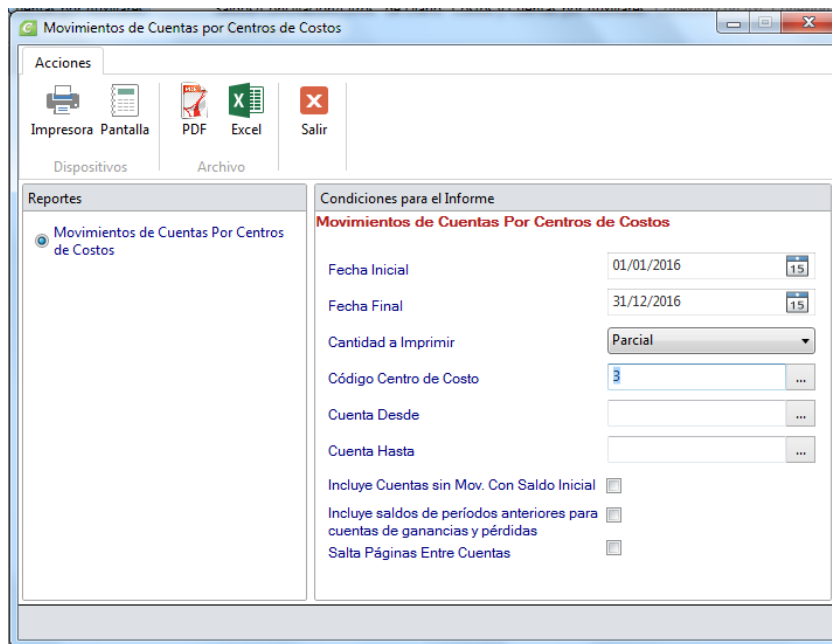 Movimientos de Cuentas por Centros de Costos
Acciones
Impresora Pantalla PDF Excel Salir
Dispositivos Archivo
Reportes
Movimientos de Cuentas Por Centros
de Costos
Condiciones para el Informe
Movimientos de Cuentas Por Centros de Costos
Fecha Inicial 01/01/2016 15
Fecha Final 31/12/2016 15
Cantidad a Imprimir Parcial
Código Centro de Costo 3 ...
Cuenta Desde ...
Cuenta Hasta ...
Incluye Cuentas sin Mov. Con Saldo Inicial
Incluye saldos de períodos anteriores para
cuentas de ganancias y pérdidas
Salta Páginas Entre Cuentas